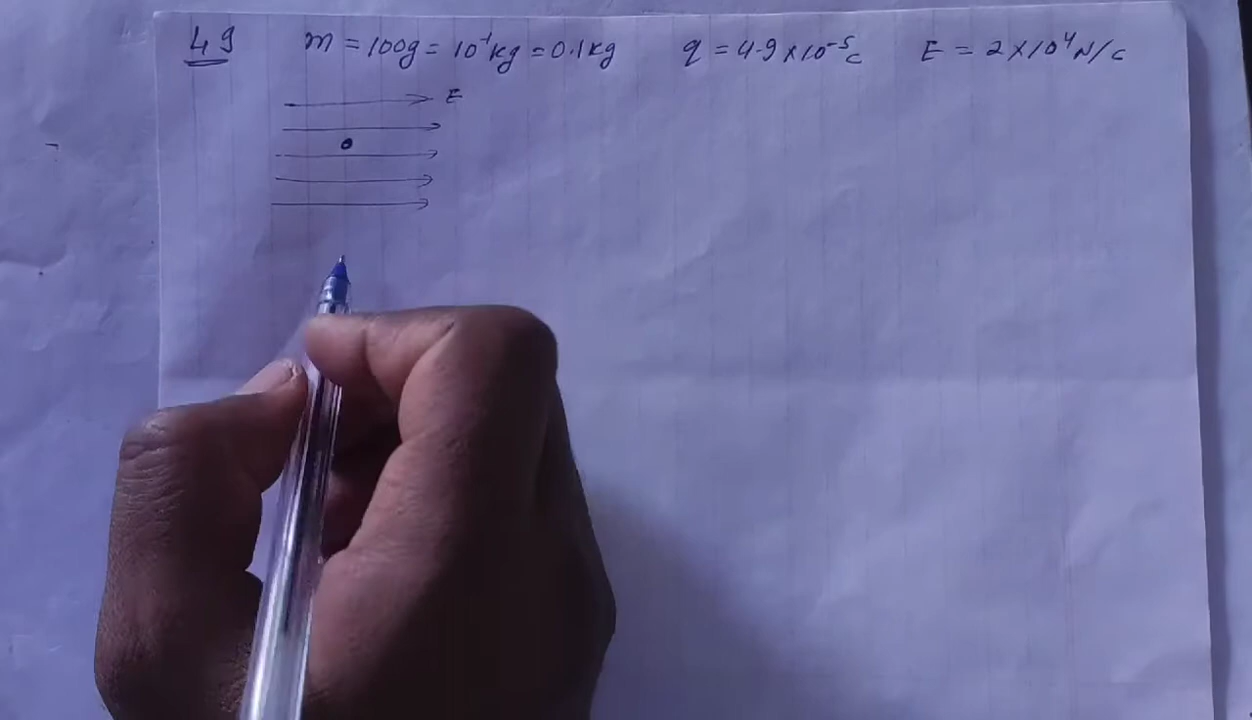 49 m = 100g = 10⁻¹kg = 0.1kg q = 4.9 × 10⁻⁵c E = 2 × 10⁴ N/C
E